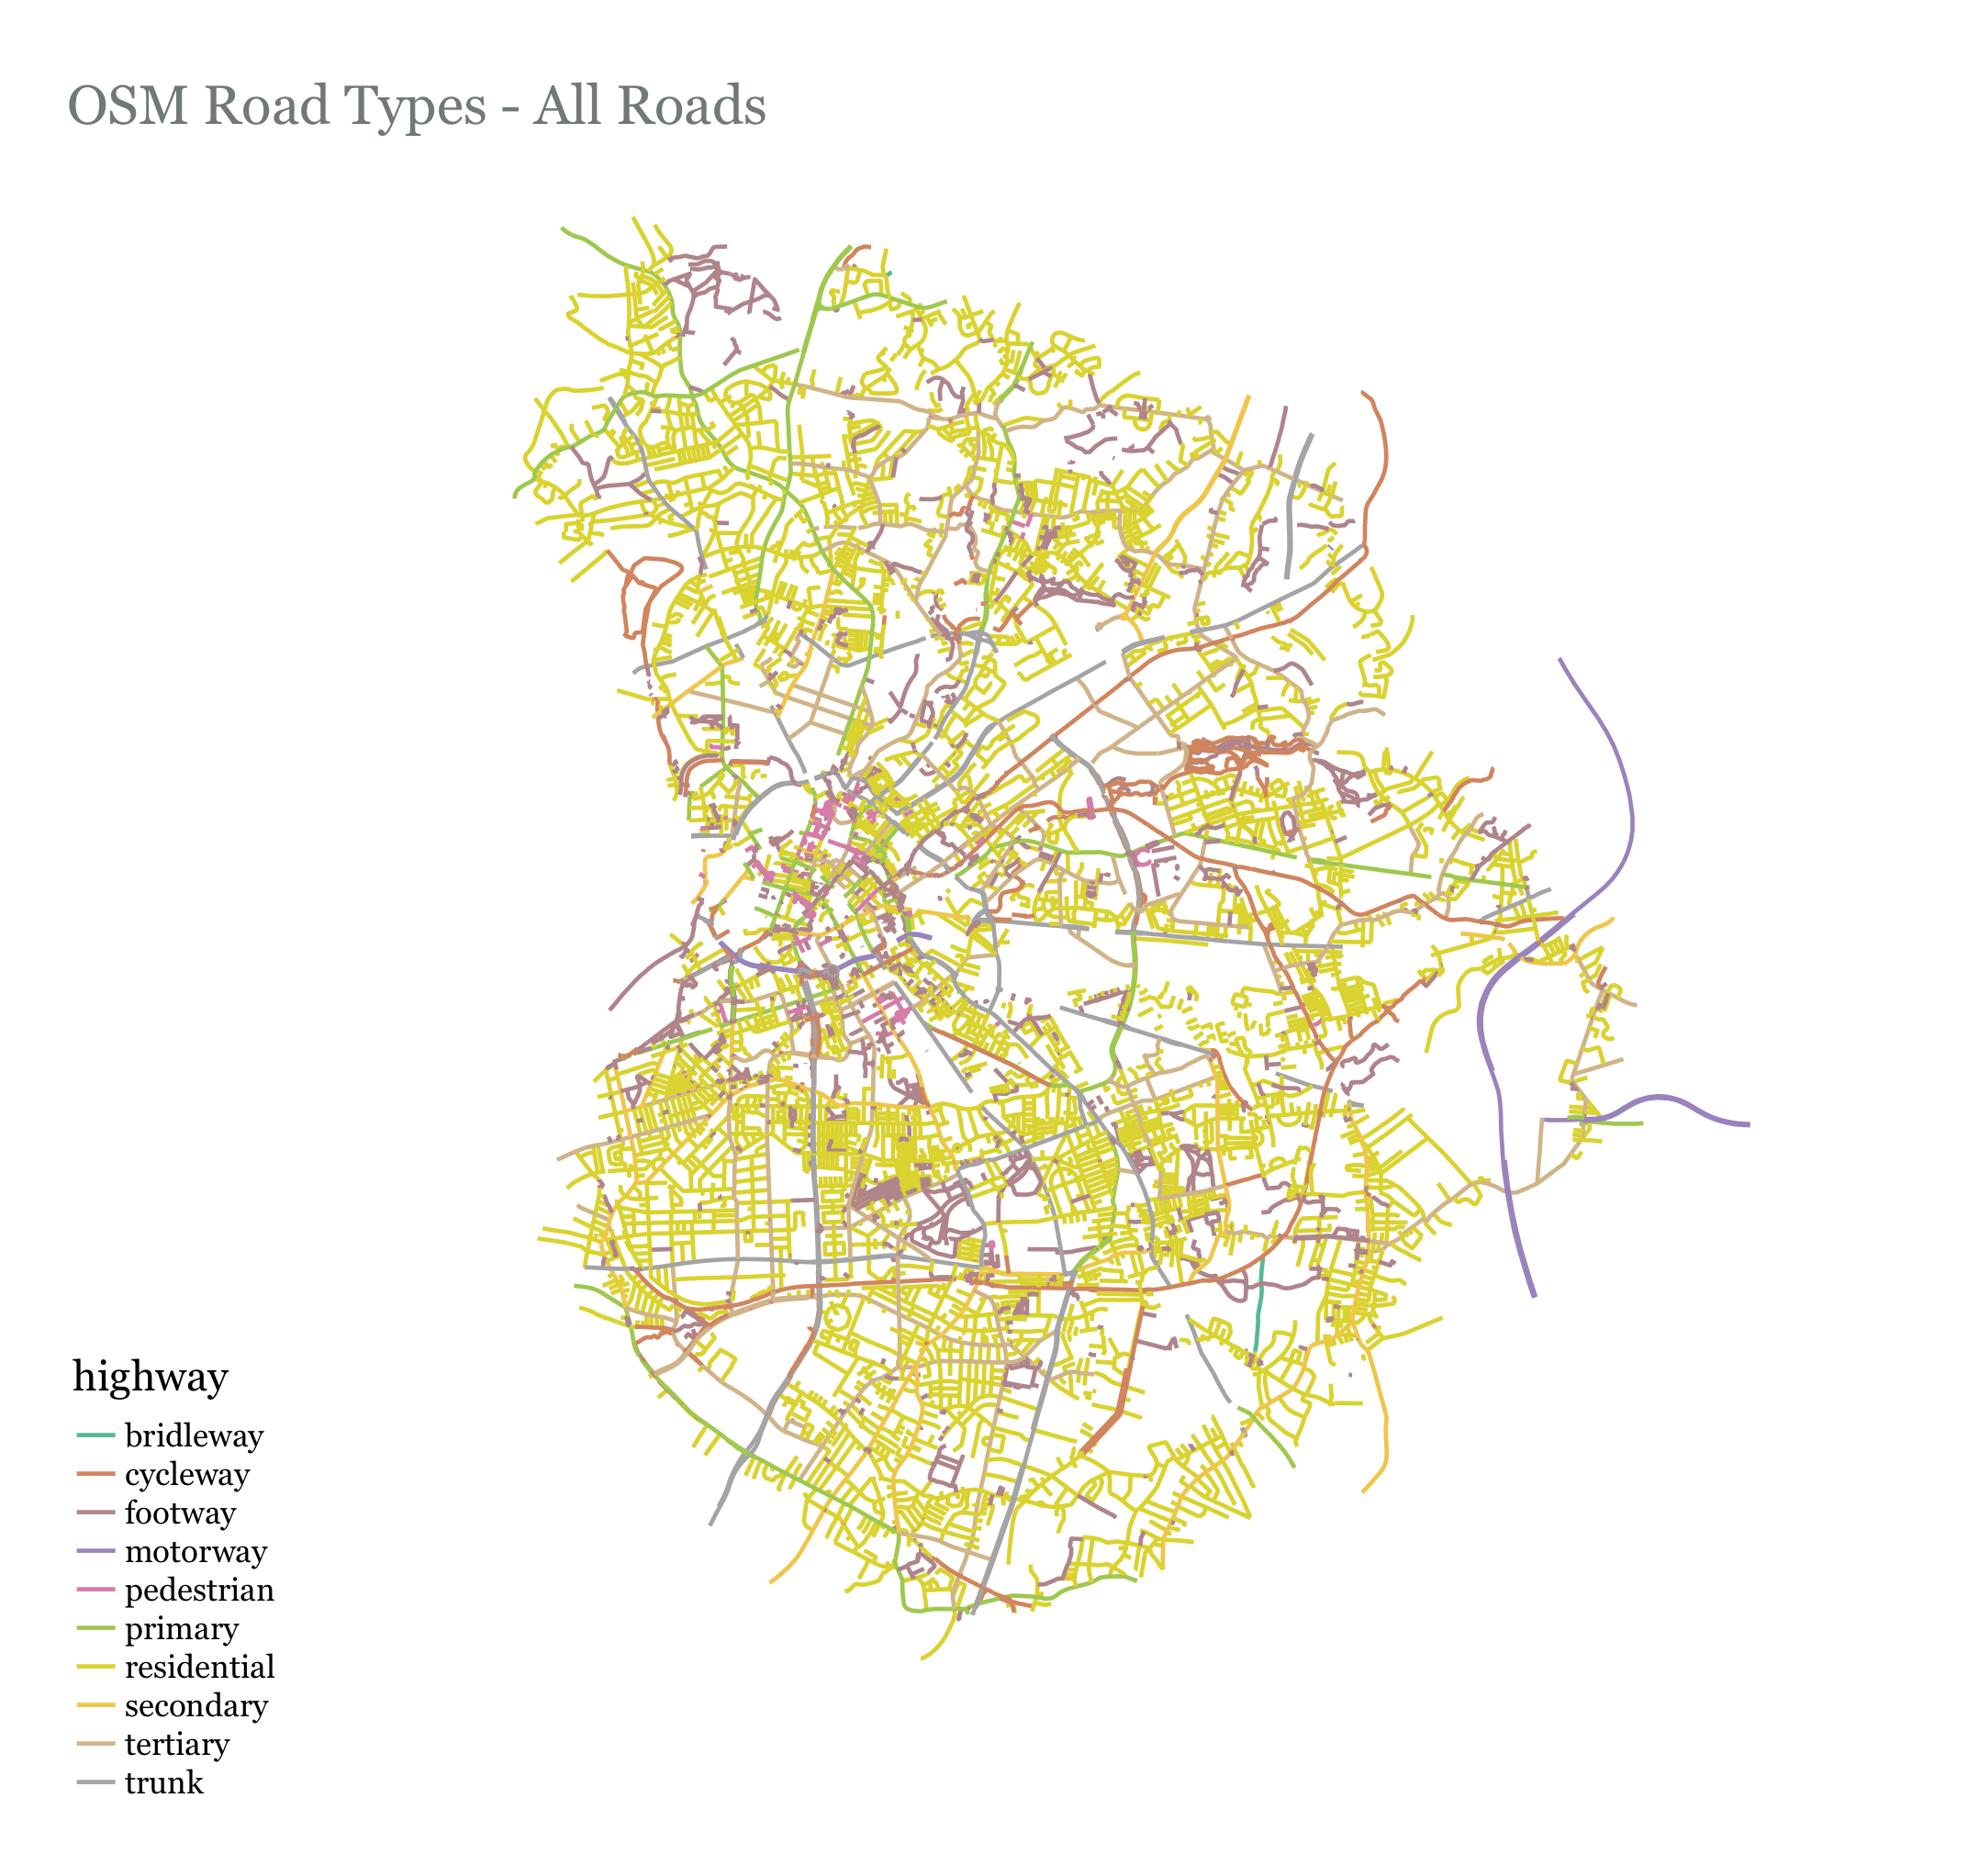 OSM Road Types - All Roads
highway
bridleway
cycleway
footway
motorway
pedestrian
primary
residential
secondary
tertiary
trunk